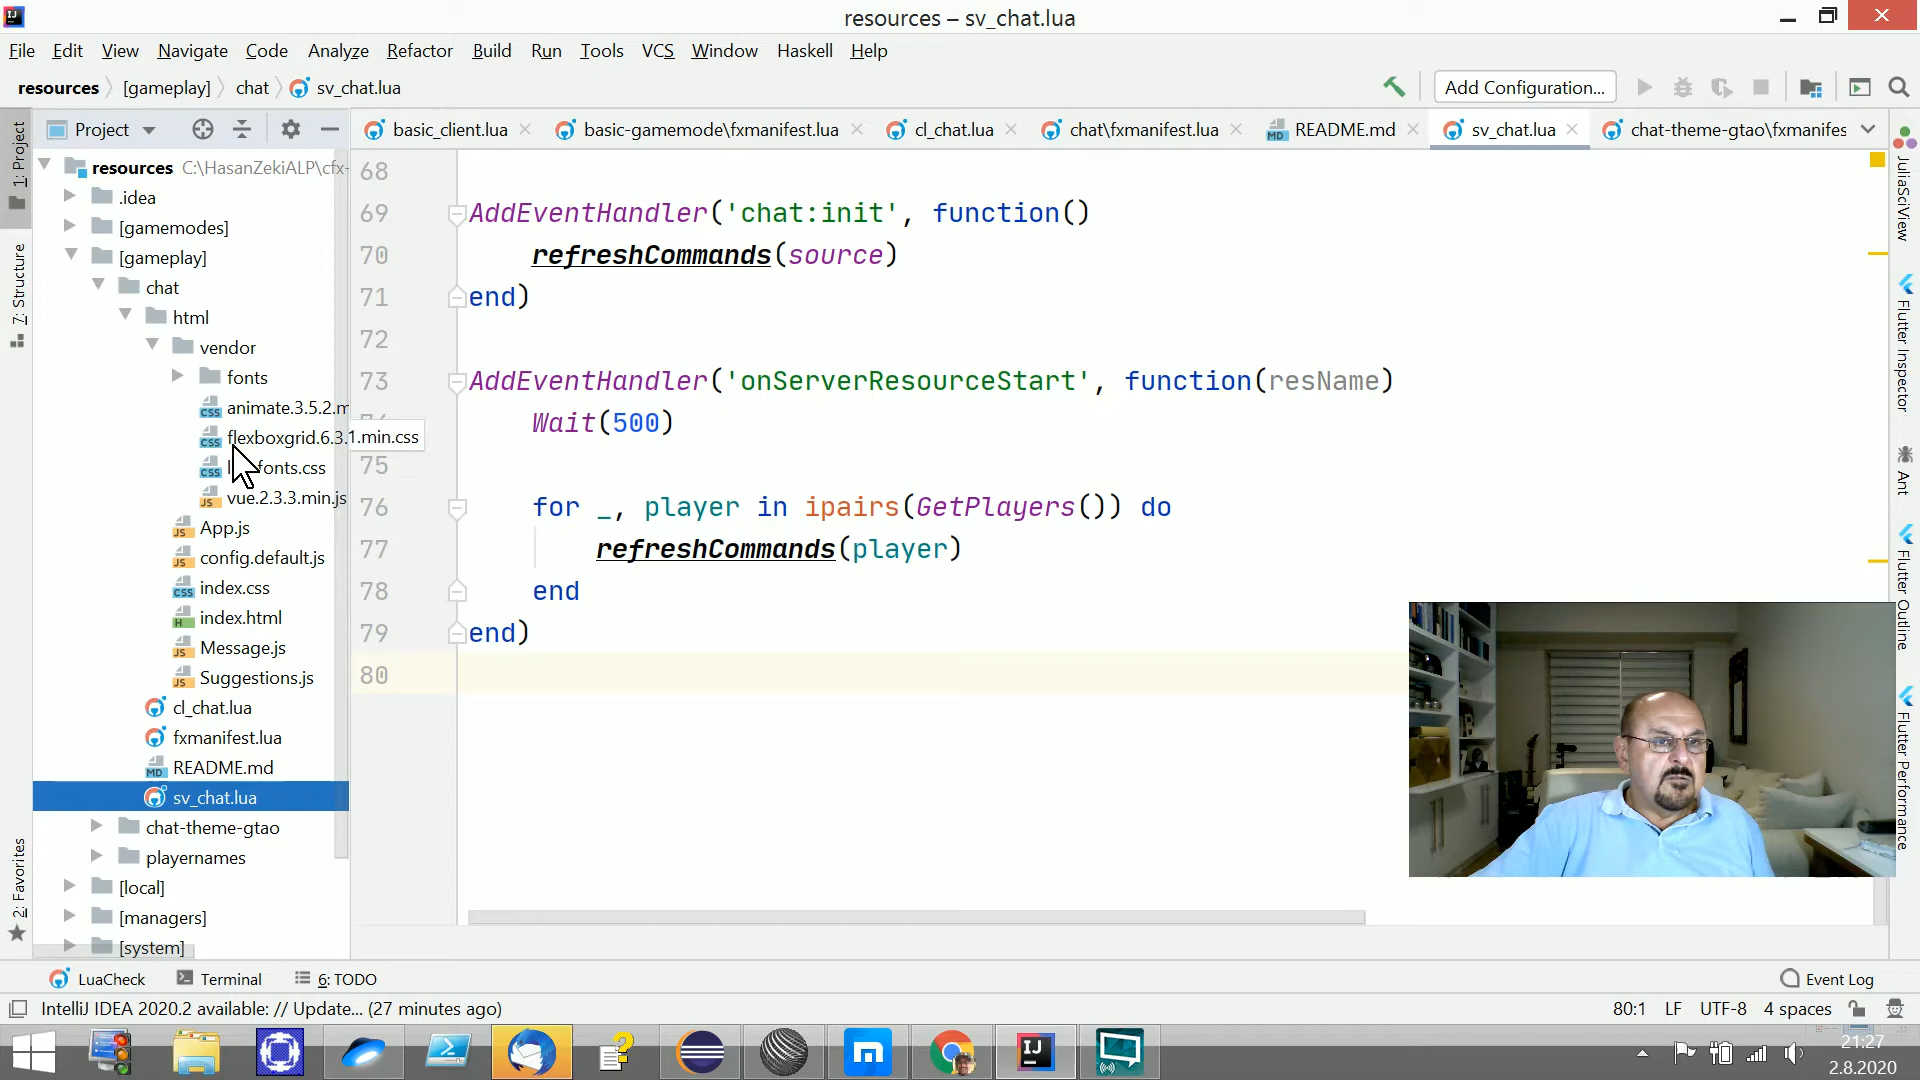 resources – sv_chat.lua
File Edit View Navigate Code Analyze Refactor Build Run Tools VCS Window Haskell Help
resources [gameplay] chat sv_chat.lua
Add Configuration...
Project
basic_client.lua basic-gamemode\fxmanifest.lua cl_chat.lua chat\fxmanifest.lua README.md sv_chat.lua chat-theme-gtao\fxmanifes
1: Project
7: Structure
2: Favorites
resources C:\HasanZekiALP\cfx-
.idea
[gamemodes]
[gameplay]
chat
html
vendor
fonts
animate.3.5.2.m
flexboxgrid.6.3.1.min.css
fonts.css
vue.2.3.3.min.js
App.js
config.default.js
index.css
index.html
Message.js
Suggestions.js
cl_chat.lua
fxmanifest.lua
README.md
sv_chat.lua
chat-theme-gtao
playernames
[local]
[managers]
[system]
68
69 AddEventHandler('chat:init', function()
70 refreshCommands(source)
71 end)
72
73 AddEventHandler('onServerResourceStart', function(resName)
Wait(500)
75
76 for _, player in ipairs(GetPlayers()) do
77 refreshCommands(player)
78 end
79 end)
80
JuliaSciView
Flutter Inspector
Ant
Flutter Outline
Flutter Performance
LuaCheck Terminal 6: TODO Event Log
IntelliJ IDEA 2020.2 available: // Update... (27 minutes ago) 80:1 LF UTF-8 4 spaces
21:27
2.8.2020